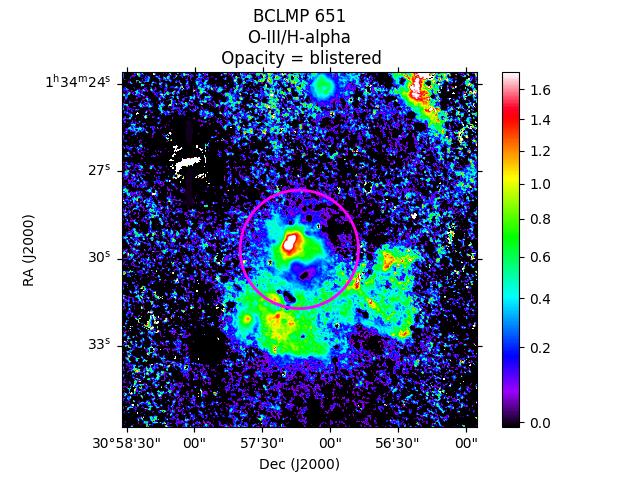 BCLMP 651
O-III/H-alpha
Opacity = blistered
1ʰ34ᵐ24ˢ
27ˢ
30ˢ
33ˢ
RA (J2000)
30°58'30" 00" 57'30" 00" 56'30" 00"
Dec (J2000)
1.6
1.4
1.2
1.0
0.8
0.6
0.4
0.2
0.0